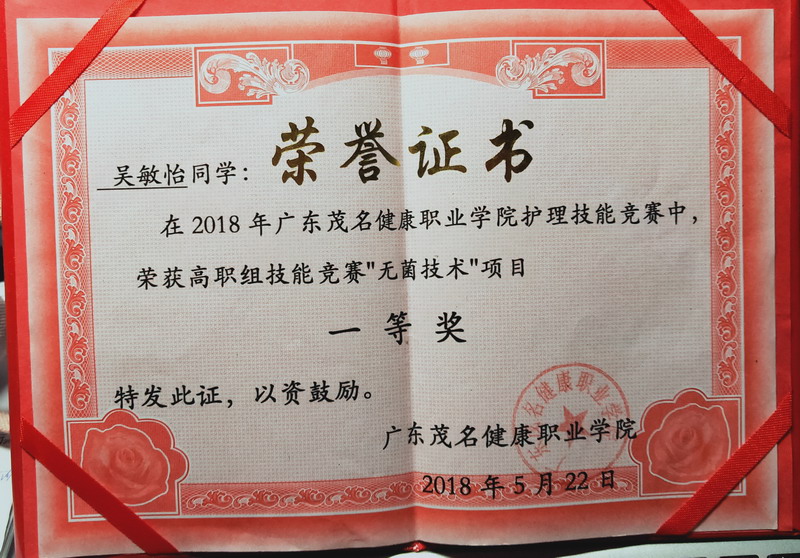 荣誉证书
吴敏怡同学：
在2018年广东茂名健康职业学院护理技能竞赛中，
荣获高职组技能竞赛"无菌技术"项目
一等奖
特发此证，以资鼓励。
广东茂名健康职业学院
2018年5月22日